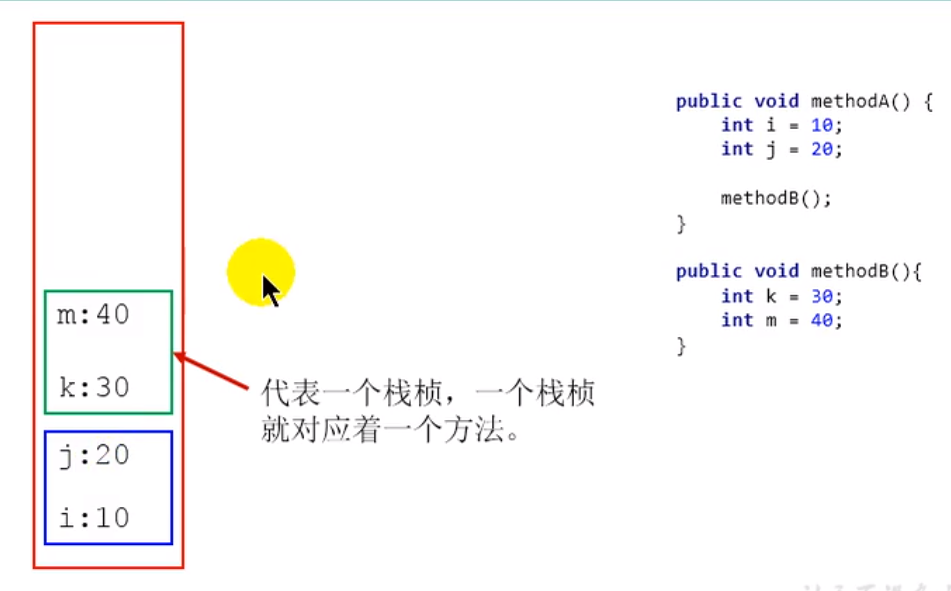 m:40
k:30
j:20
i:10
代表一个栈桢，一个栈桢
就对应着一个方法。
public void methodA() {
int i = 10;
int j = 20;
methodB();
}
public void methodB(){
int k = 30;
int m = 40;
}